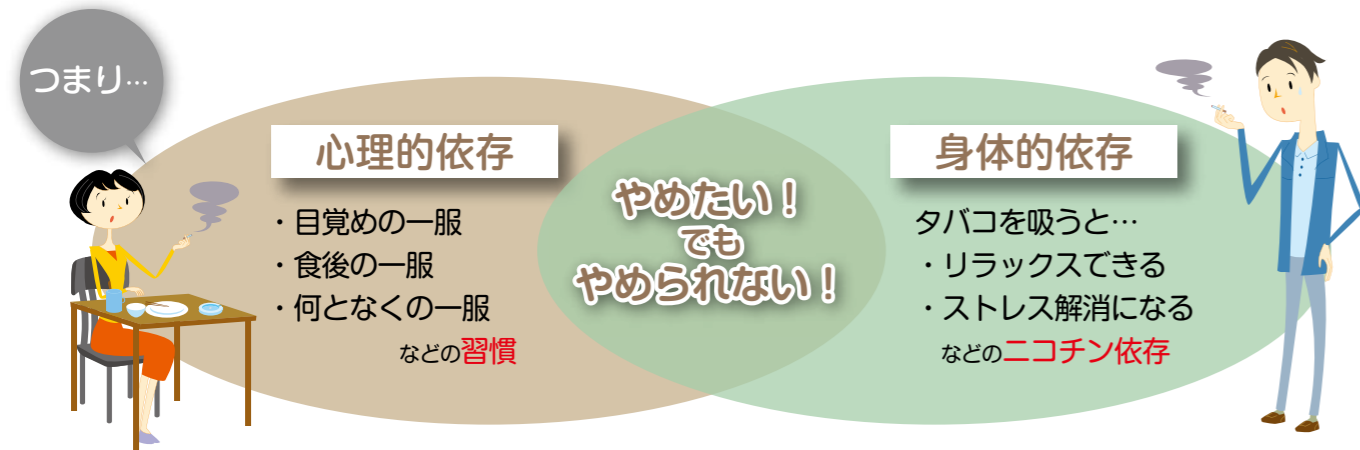 つまり…
心理的依存
・目覚めの一服
・食後の一服
・何となくの一服
などの習慣
やめたい！
でも
やめられない！
身体的依存
タバコを吸うと…
・リラックスできる
・ストレス解消になる
などのニコチン依存